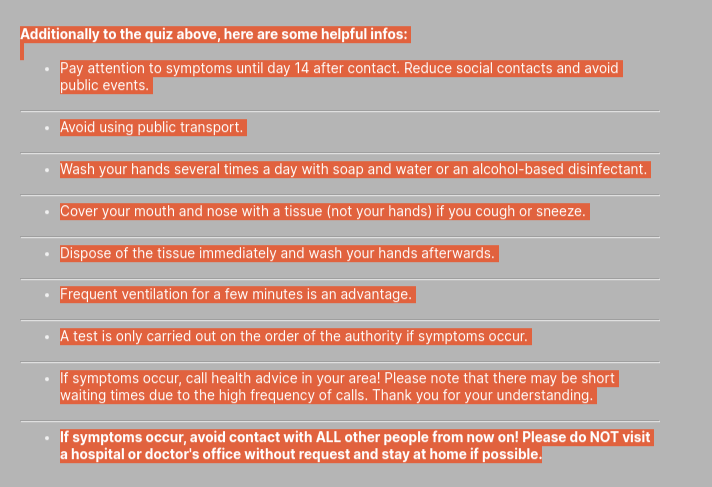 Additionally to the quiz above, here are some helpful infos:
• Pay attention to symptoms until day 14 after contact. Reduce social contacts and avoid
public events.
• Avoid using public transport.
• Wash your hands several times a day with soap and water or an alcohol-based disinfectant.
• Cover your mouth and nose with a tissue (not your hands) if you cough or sneeze.
• Dispose of the tissue immediately and wash your hands afterwards.
• Frequent ventilation for a few minutes is an advantage.
• A test is only carried out on the order of the authority if symptoms occur.
• If symptoms occur, call health advice in your area! Please note that there may be short
waiting times due to the high frequency of calls. Thank you for your understanding.
• If symptoms occur, avoid contact with ALL other people from now on! Please do NOT visit
a hospital or doctor's office without request and stay at home if possible.